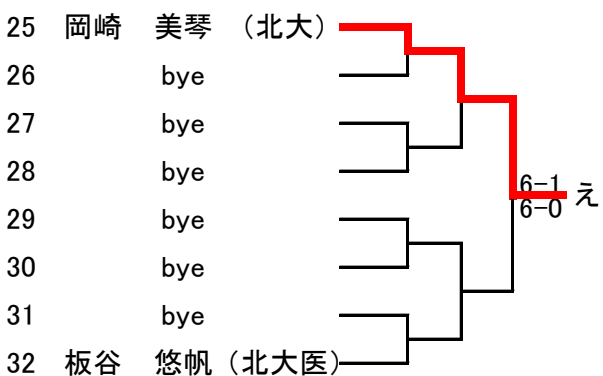 25 岡崎 美琴 (北大)
26 bye
27 bye
28 bye
6-1
6-0 え
29 bye
30 bye
31 bye
32 板谷 悠帆 (北大医)